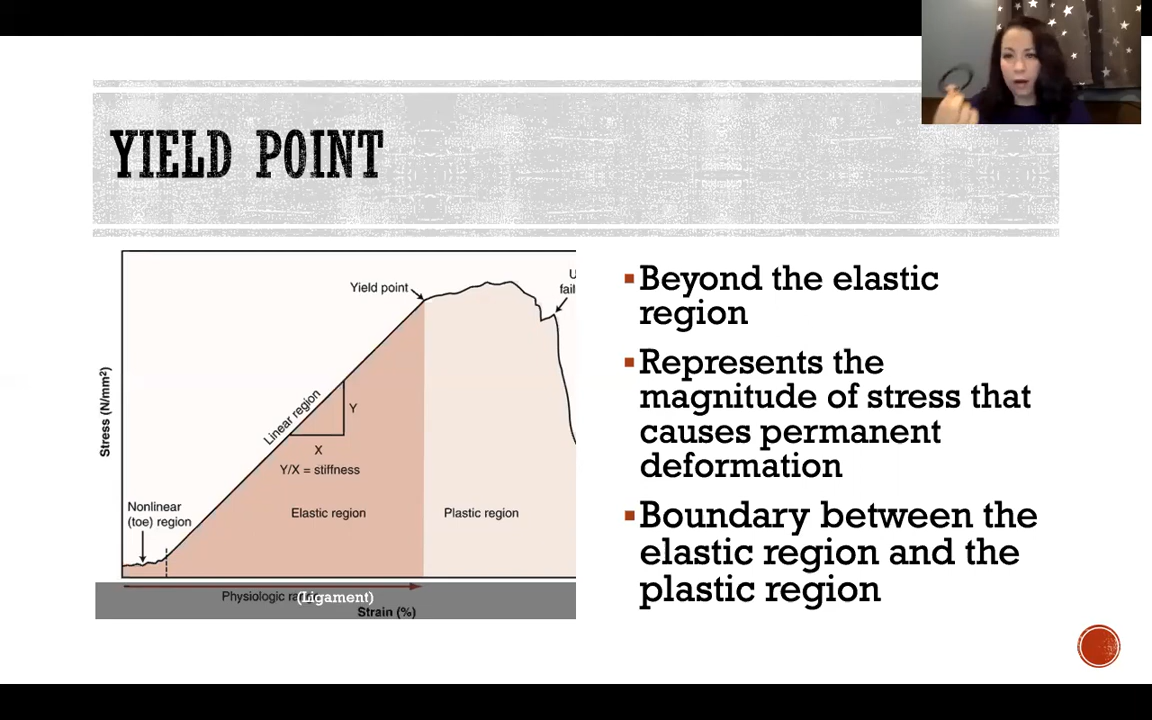 YIELD POINT
Yield point
U
fail
Stress (N/mm²)
Linear region
Y
X
Y/X = stiffness
Nonlinear
(toe) region
Elastic region
Plastic region
Physiologic
(Ligament)
Strain (%)
▪Beyond the elastic
region
▪Represents the
magnitude of stress that
causes permanent
deformation
▪Boundary between the
elastic region and the
plastic region